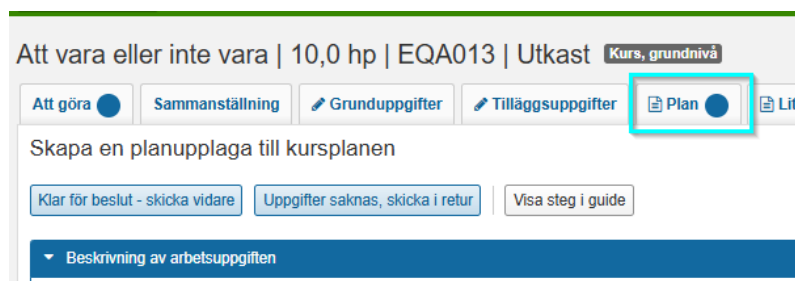 Att vara eller inte vara | 10,0 hp | EQA013 | Utkast Kurs, grundnivå
Att göra Sammanställning Grunduppgifter Tilläggsuppgifter Plan Lit
Skapa en planupplaga till kursplanen
Klar för beslut - skicka vidare Uppgifter saknas, skicka i retur Visa steg i guide
Beskrivning av arbetsuppgiften